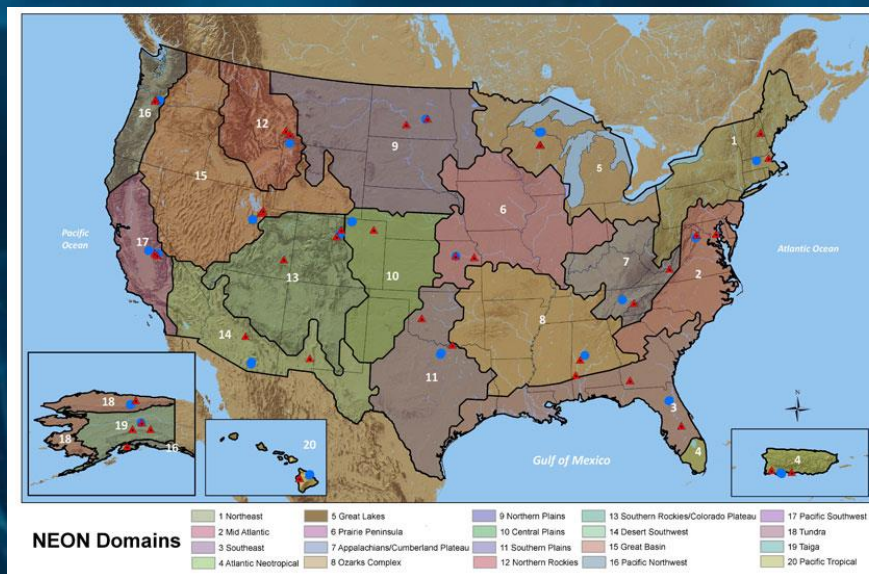 16
12
9
5
1
15
6
Pacific
Ocean
17
Atlantic Ocean
7
2
13
10
14
8
11
18
3
19
18
16
20
4
4
N
Gulf of Mexico
NEON Domains
1 Northeast
2 Mid Atlantic
3 Southeast
4 Atlantic Neotropical
5 Great Lakes
6 Prairie Peninsula
7 Appalachians/Cumberland Plateau
8 Ozarks Complex
9 Northern Plains
10 Central Plains
11 Southern Plains
12 Northern Rockies
13 Southern Rockies/Colorado Plateau
14 Desert Southwest
15 Great Basin
16 Pacific Northwest
17 Pacific Southwest
18 Tundra
19 Taiga
20 Pacific Tropical